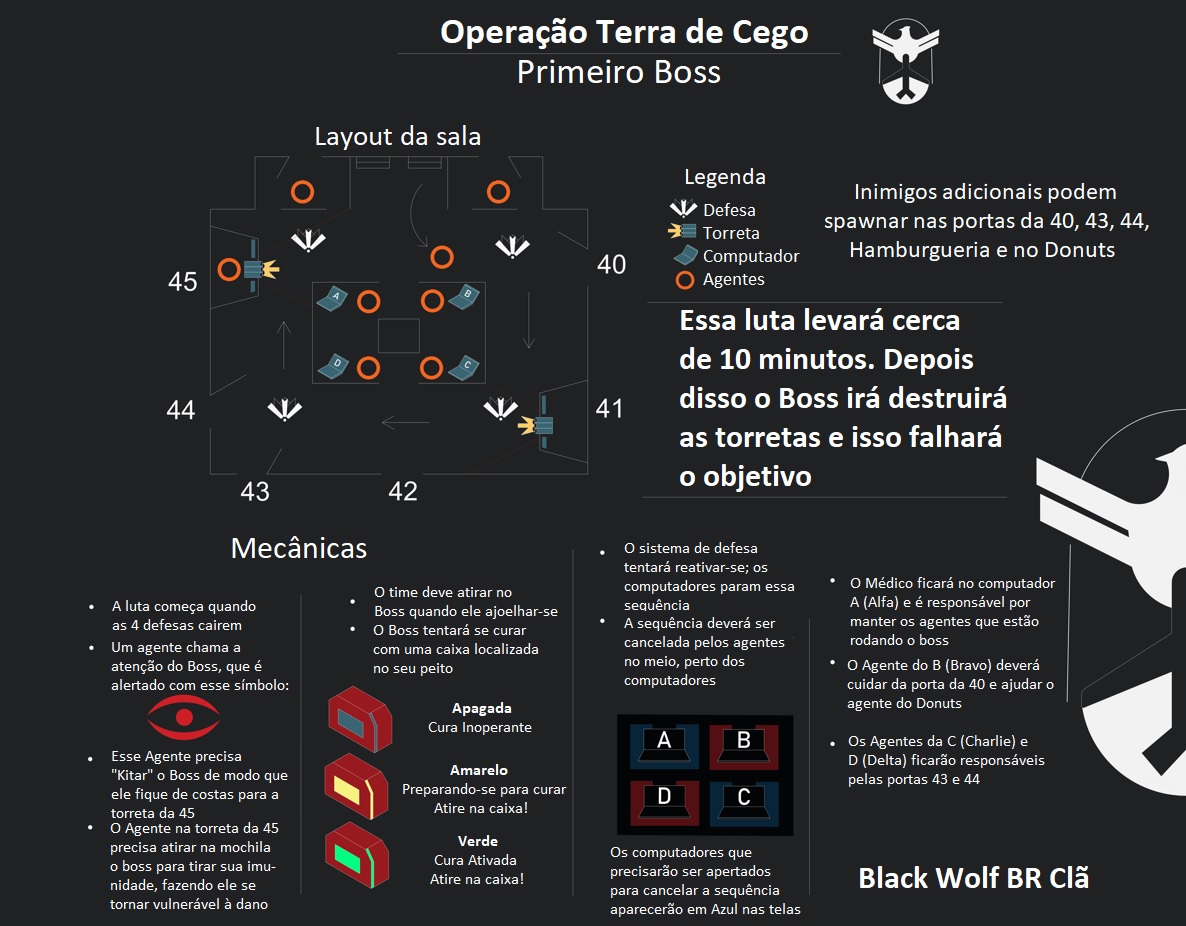 Operação Terra de Cego
Primeiro Boss
Layout da sala
45
40
44
41
43
42
A
B
D
C
Legenda
Defesa
Torreta
Computador
Agentes
Inimigos adicionais podem
spawnar nas portas da 40, 43, 44,
Hamburgueria e no Donuts
Essa luta levará cerca
de 10 minutos. Depois
disso o Boss irá destruirá
as torretas e isso falhará
o objetivo
Mecânicas
• A luta começa quando
as 4 defesas cairem
• Um agente chama a
atenção do Boss, que é
alertado com esse símbolo:
• Esse Agente precisa
"Kitar" o Boss de modo que
ele fique de costas para a
torreta da 45
• O Agente na torreta da 45
precisa atirar na mochila
o boss para tirar sua imu-
nidade, fazendo ele se
tornar vulnerável à dano
• O time deve atirar no
Boss quando ele ajoelhar-se
• O Boss tentará se curar
com uma caixa localizada
no seu peito
Apagada
Cura Inoperante
Amarelo
Preparando-se para curar
Atire na caixa!
Verde
Cura Ativada
Atire na caixa!
• O sistema de defesa
tentará reativar-se; os
computadores param essa
sequência
• A sequência deverá ser
cancelada pelos agentes
no meio, perto dos
computadores
A
B
D
C
Os computadores que
precisarão ser apertados
para cancelar a sequência
aparecerão em Azul nas telas
• O Médico ficará no computador
A (Alfa) e é responsável por
manter os agentes que estão
rodando o boss
• O Agente do B (Bravo) deverá
cuidar da porta da 40 e ajudar o
agente do Donuts
• Os Agentes da C (Charlie) e
D (Delta) ficarão responsáveis
pelas portas 43 e 44
Black Wolf BR Clã